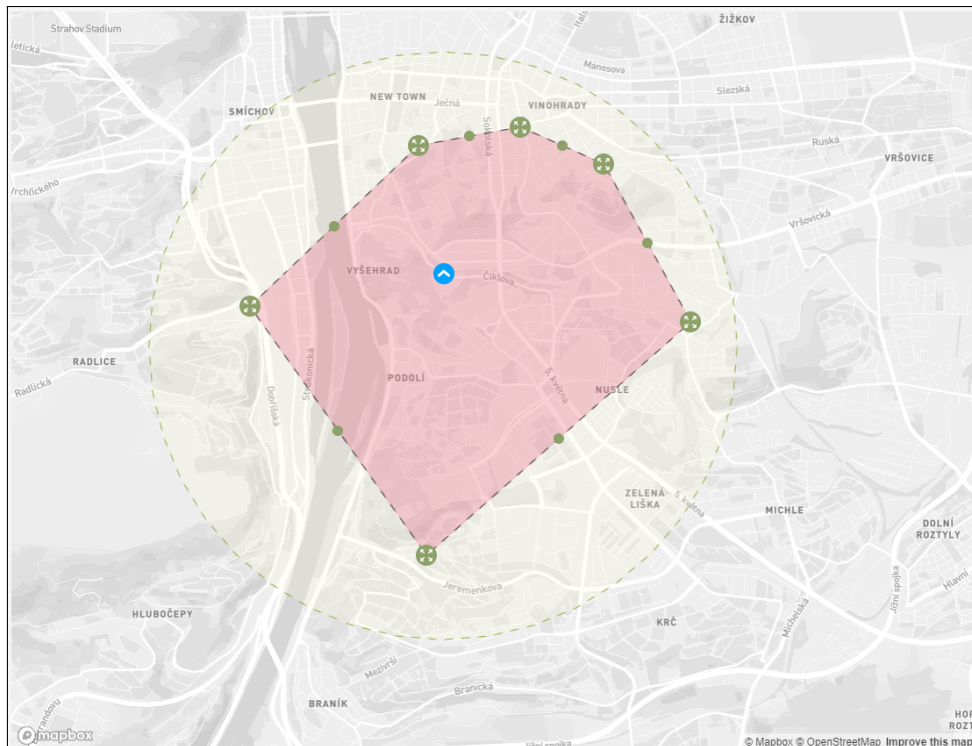 Strahov Stadium
ŽIŽKOV
Mánesova
Slezská
NEW TOWN
Ječná
VINOHRADY
SMÍCHOV
Sokolská
Ruská
VRŠOVICE
Vršovická
VYŠEHRAD
Čiklova
RADLICE
Radlická
Strakonická
PODOLÍ
5. května
NUSLE
Dobříšská
ZELENÁ
LIŠKA
5. května
MICHLE
DOLNÍ
ROZTYLY
Jeremenkova
Jižní spojka
Hlavní
HLUBOČEPY
Michelská
KRČ
Mezivrší
Branická
BRANÍK
mapbox
Jižní spojka
© Mapbox © OpenStreetMap Improve this map